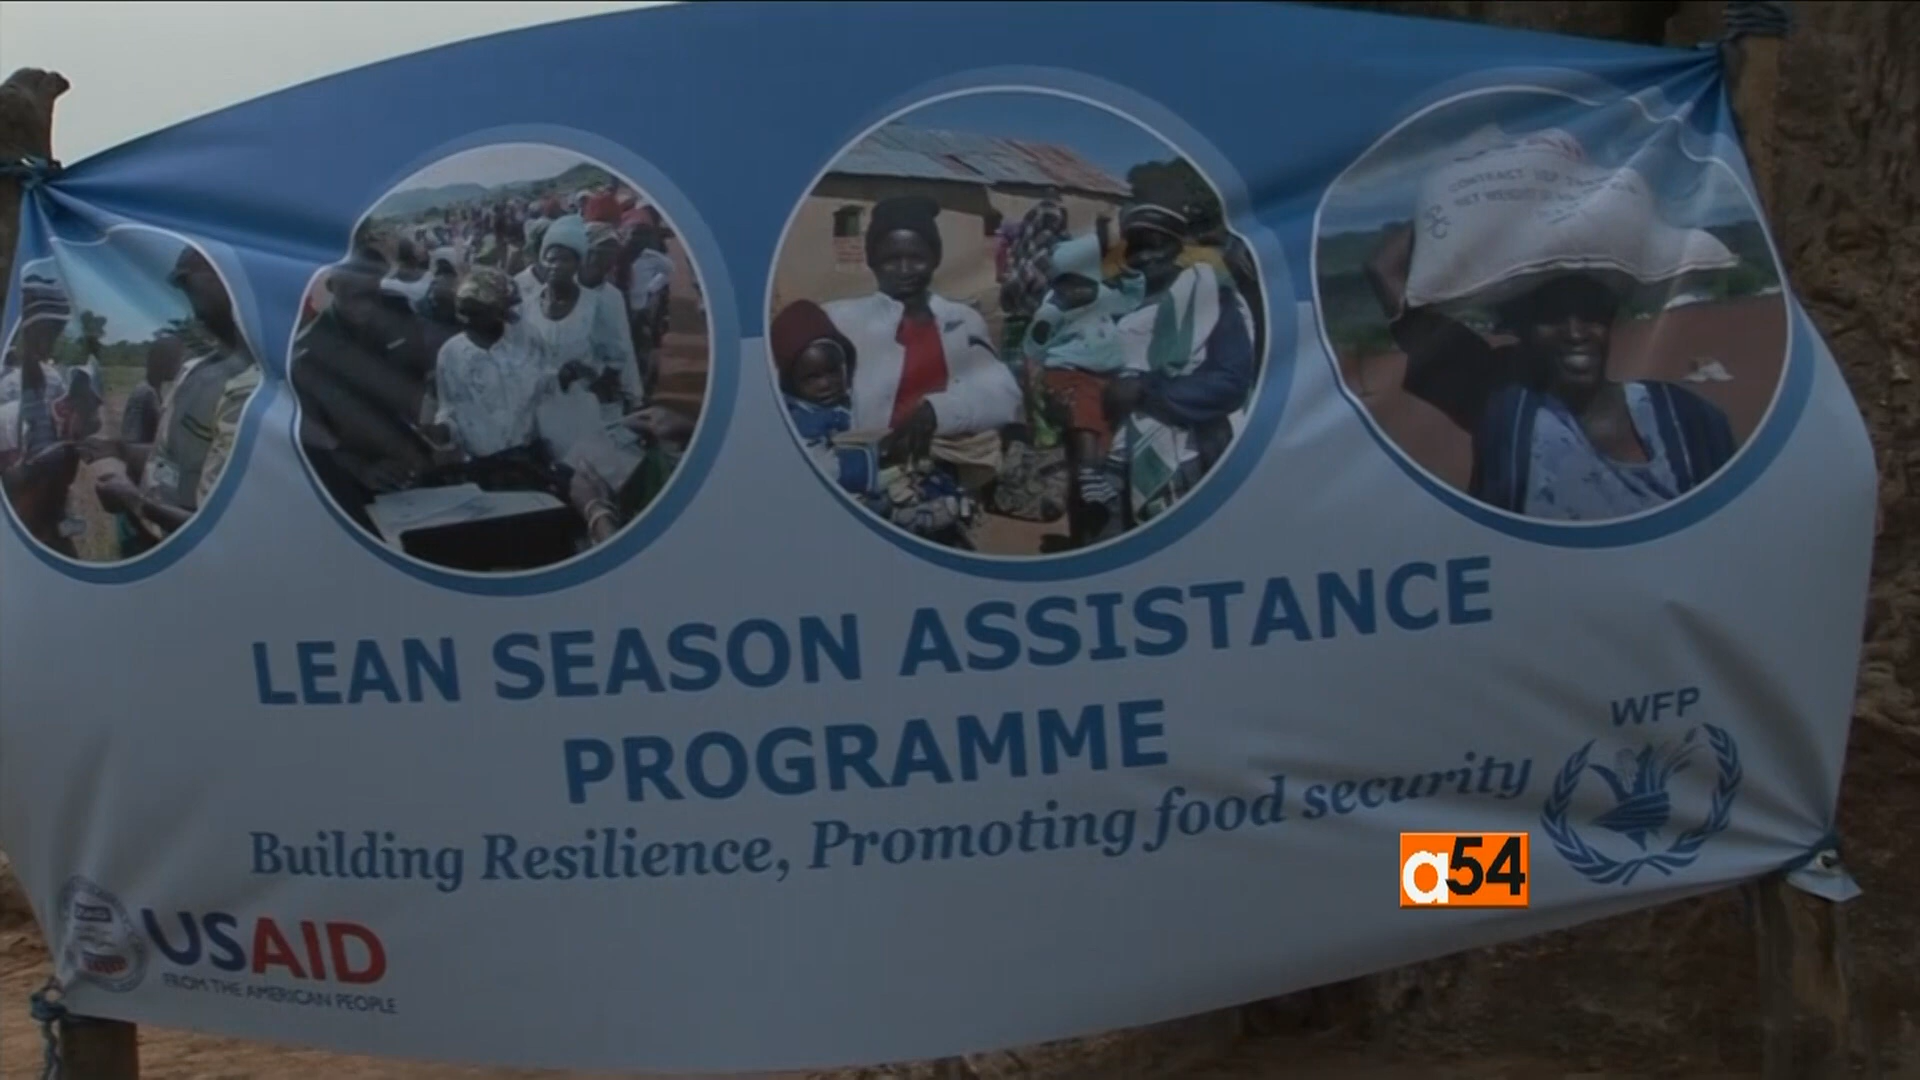 LEAN SEASON ASSISTANCE
PROGRAMME
Building Resilience, Promoting food security
WFP
a54
USAID
FROM THE AMERICAN PEOPLE